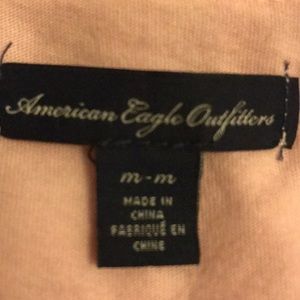 American Eagle Outfitters
m-m
MADE IN
CHINA
FABRIQUÉ EN
CHINE